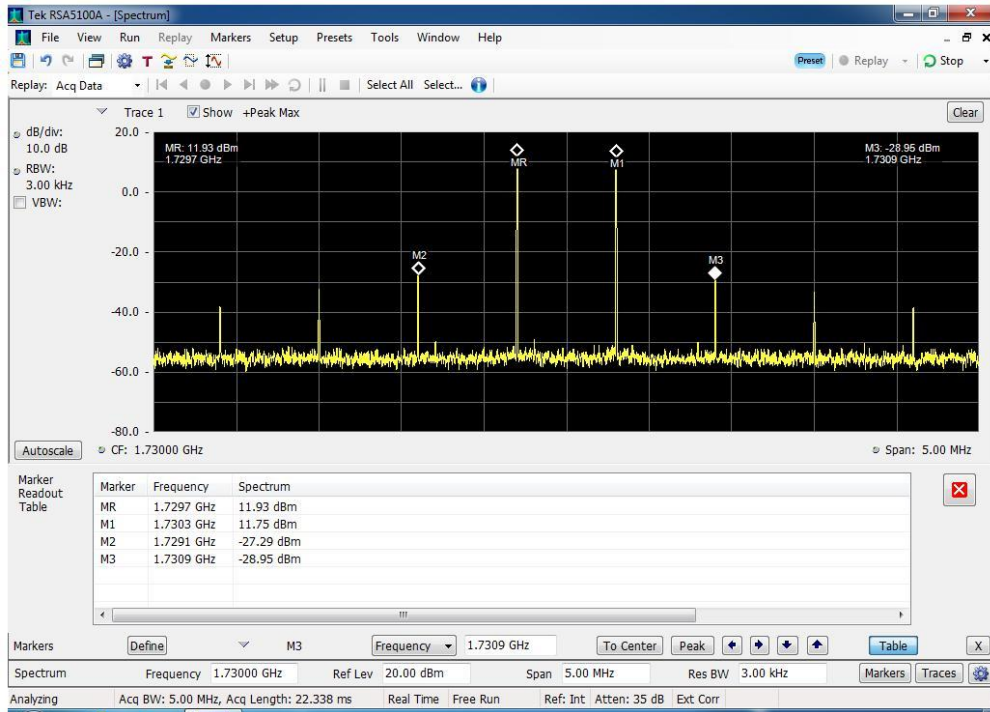 Tek RSA5100A - [Spectrum]
File View Run Replay Markers Setup Presets Tools Window Help
T Preset Replay Stop
Replay: Acq Data Select All Select...
Trace 1 Show +Peak Max Clear
dB/div:
10.0 dB
RBW:
3.00 kHz
VBW:
20.0 -
0.0 -
-20.0 -
-40.0 -
-60.0 -
-80.0 -
MR: 11.93 dBm
1.7297 GHz
M3: -28.95 dBm
1.7309 GHz
MR
M1
M2
M3
Autoscale CF: 1.73000 GHz Span: 5.00 MHz
Marker
Readout
Table
Marker Frequency Spectrum
MR 1.7297 GHz 11.93 dBm
M1 1.7303 GHz 11.75 dBm
M2 1.7291 GHz -27.29 dBm
M3 1.7309 GHz -28.95 dBm
Markers Define M3 Frequency 1.7309 GHz To Center Peak Table X
Spectrum Frequency 1.73000 GHz Ref Lev 20.00 dBm Span 5.00 MHz Res BW 3.00 kHz Markers Traces
Analyzing Acq BW: 5.00 MHz, Acq Length: 22.338 ms Real Time Free Run Ref: Int Atten: 35 dB Ext Corr